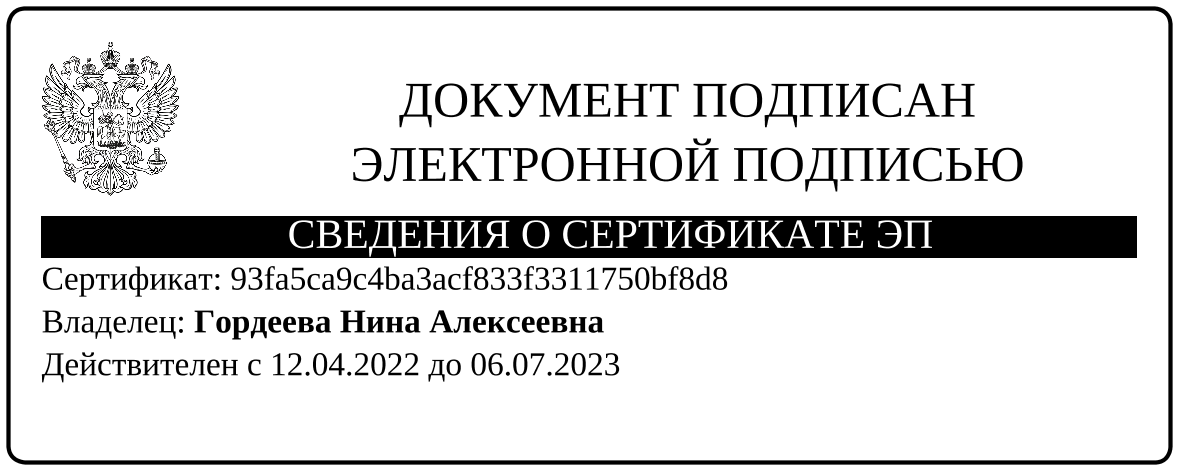 ДОКУМЕНТ ПОДПИСАН
ЭЛЕКТРОННОЙ ПОДПИСЬЮ
СВЕДЕНИЯ О СЕРТИФИКАТЕ ЭП
Сертификат: 93fa5ca9c4ba3acf833f3311750bf8d8
Владелец: Гордеева Нина Алексеевна
Действителен с 12.04.2022 до 06.07.2023